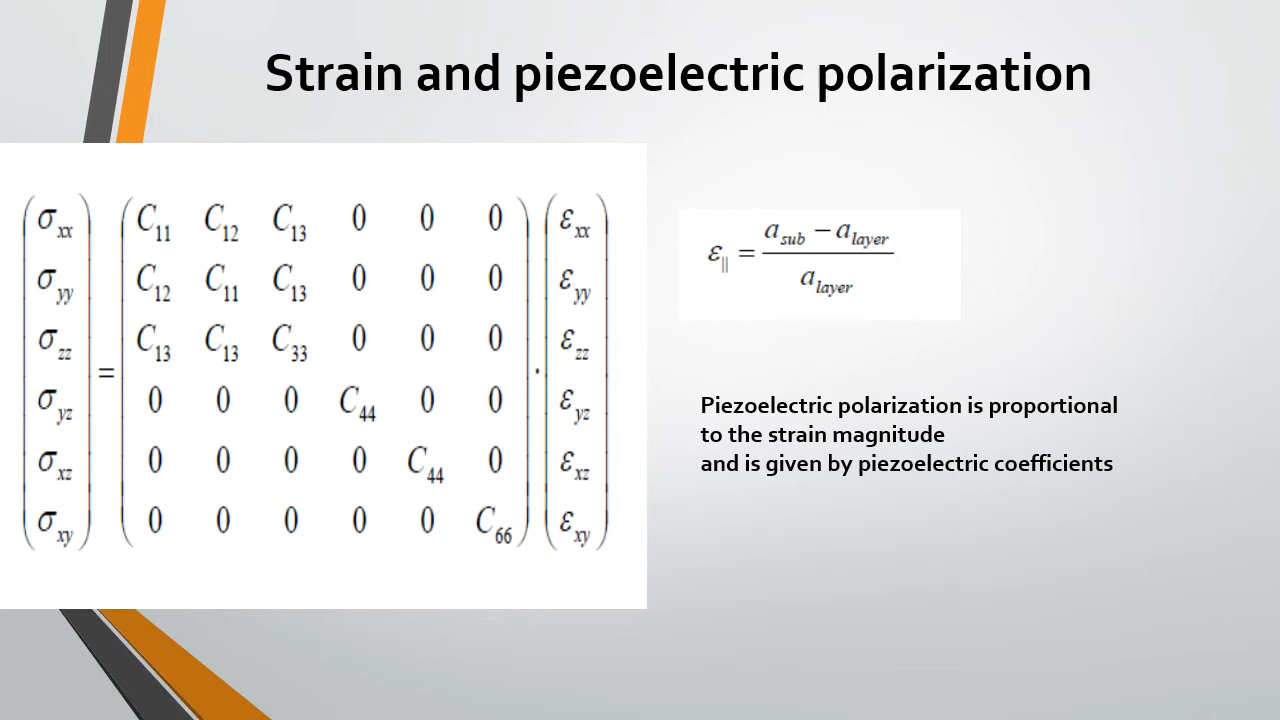 Strain and piezoelectric polarization
σxx C11 C12 C13 0 0 0 εxx
σyy C12 C11 C13 0 0 0 εyy
σzz C13 C13 C33 0 0 0 εzz
= ·
σyz 0 0 0 C44 0 0 εyz
σxz 0 0 0 0 C44 0 εxz
σxy 0 0 0 0 0 C66 εxy
ε|| = (asub − alayer) / alayer
Piezoelectric polarization is proportional
to the strain magnitude
and is given by piezoelectric coefficients